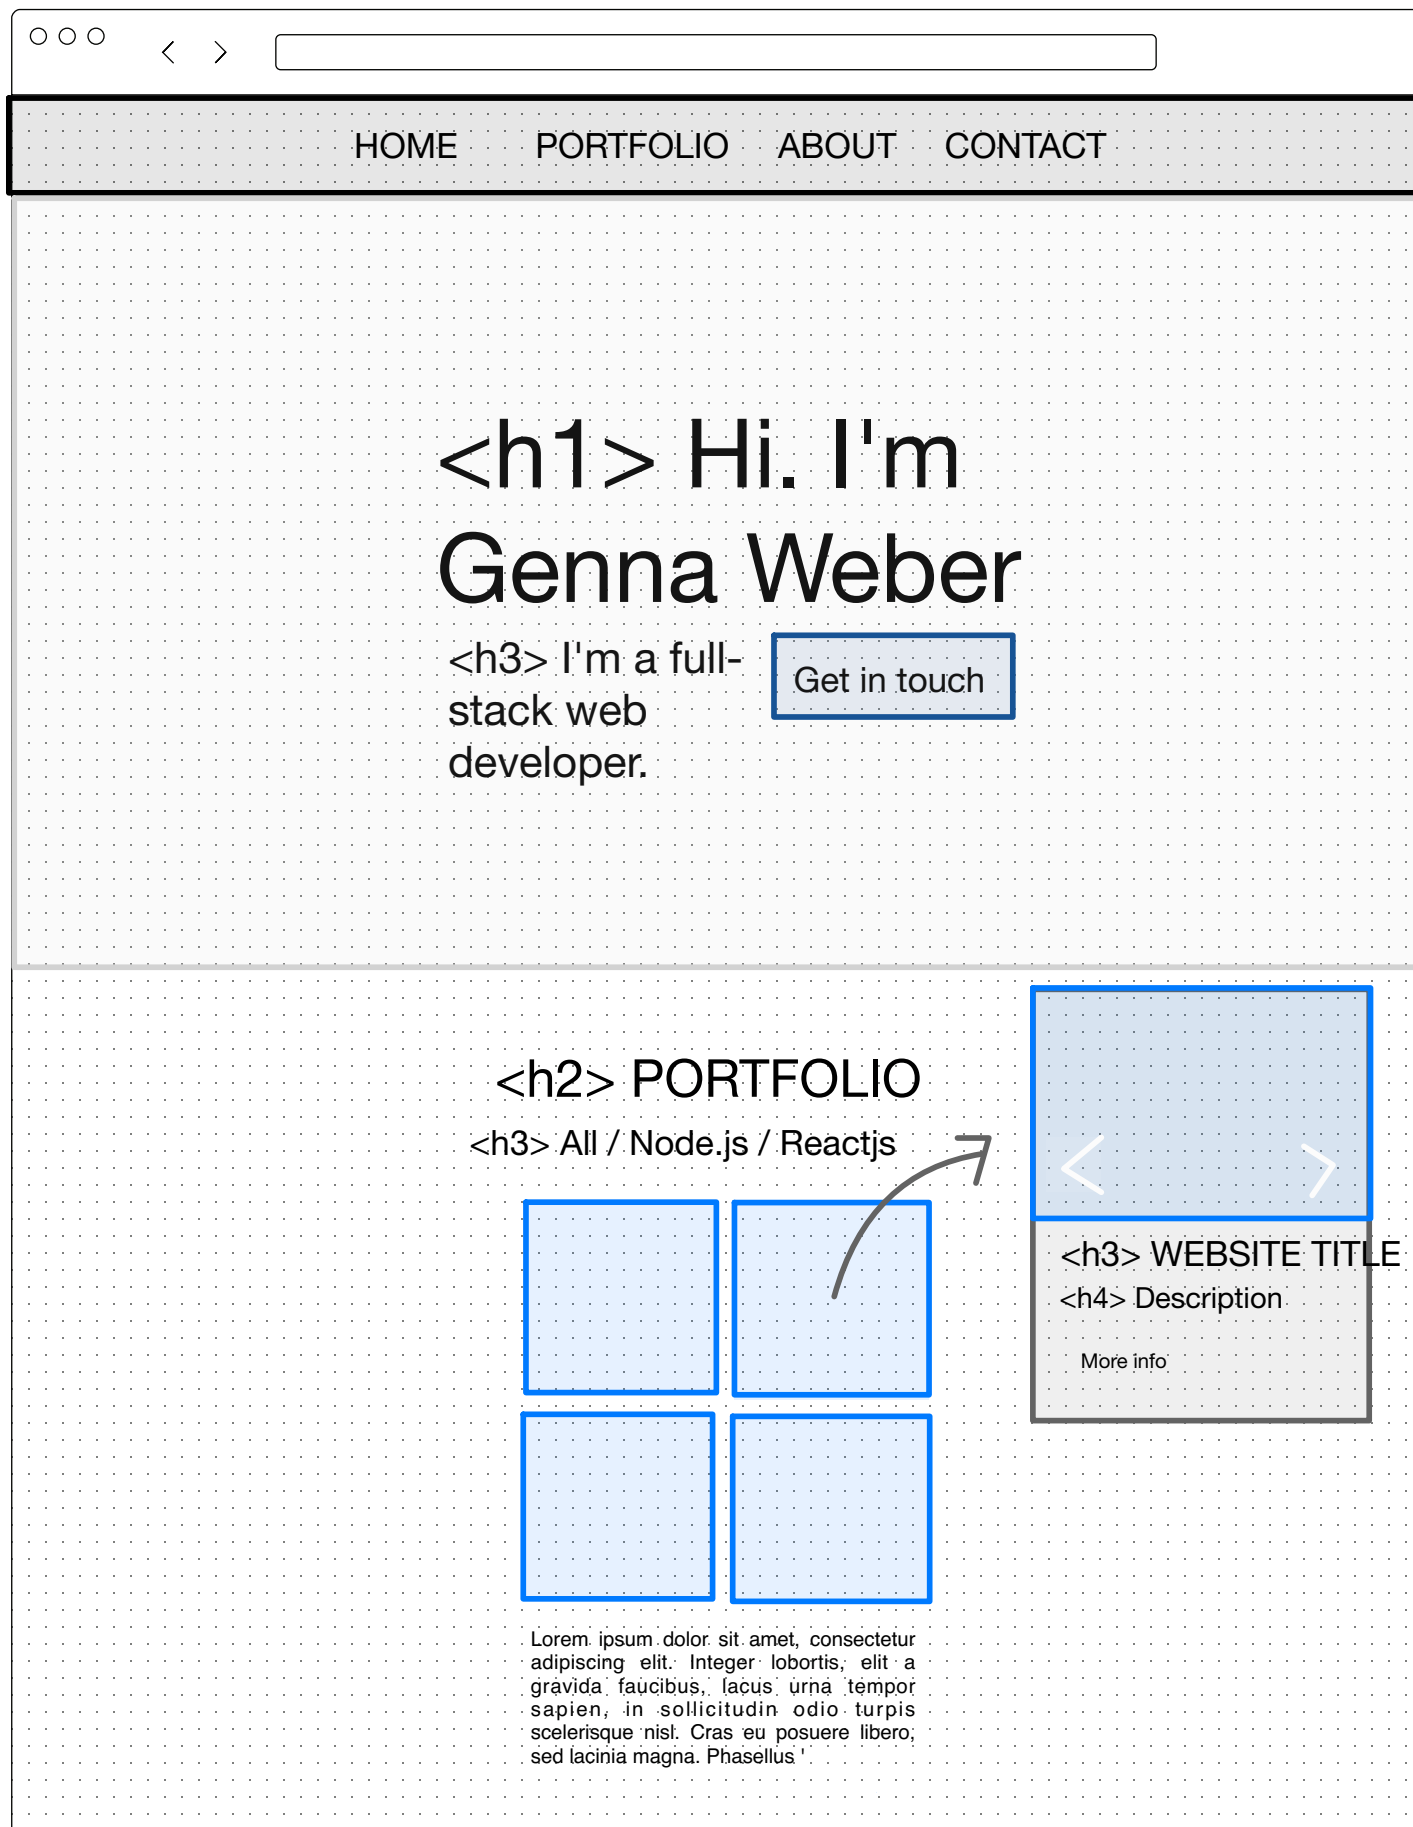 HOME PORTFOLIO ABOUT CONTACT
<h1> Hi. I'm
Genna Weber
<h3> I'm a full-
stack web
developer.
Get in touch
<h2> PORTFOLIO
<h3> All / Node.js / Reactjs
<h3> WEBSITE TITLE
<h4> Description
More info
Lorem ipsum dolor sit amet, consectetur
adipiscing elit. Integer lobortis, elit a
gravida faucibus, lacus urna tempor
sapien, in sollicitudin odio turpis
scelerisque nisl. Cras eu posuere libero,
sed lacinia magna. Phasellus '